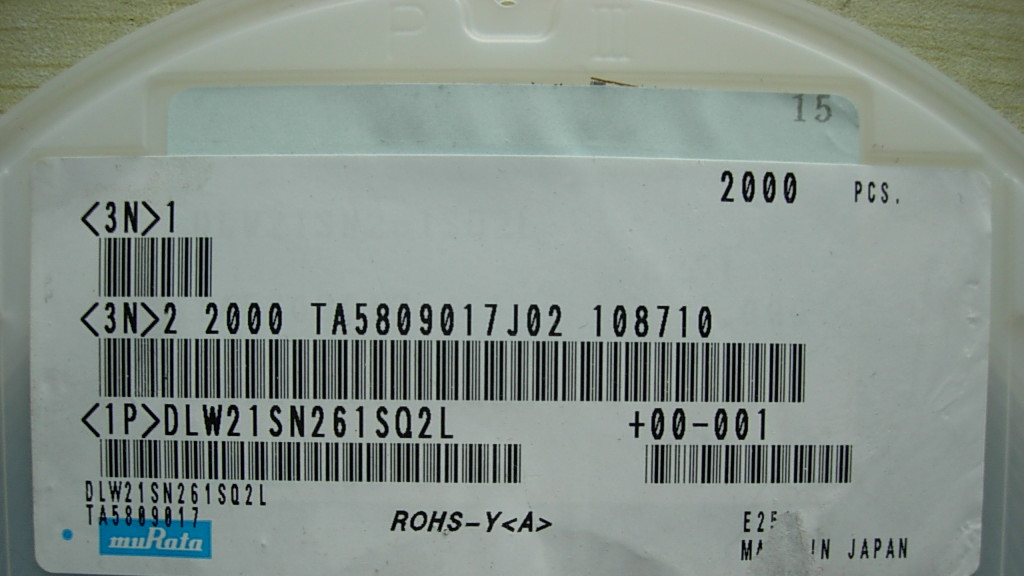 15
2000 PCS.
<3N>1
<3N>2 2000 TA5809017J02 108710
<1P>DLW21SN261SQ2L +00-001
DLW21SN261SQ2L
TA5809017
muRata
ROHS-Y<A>
IN JAPAN